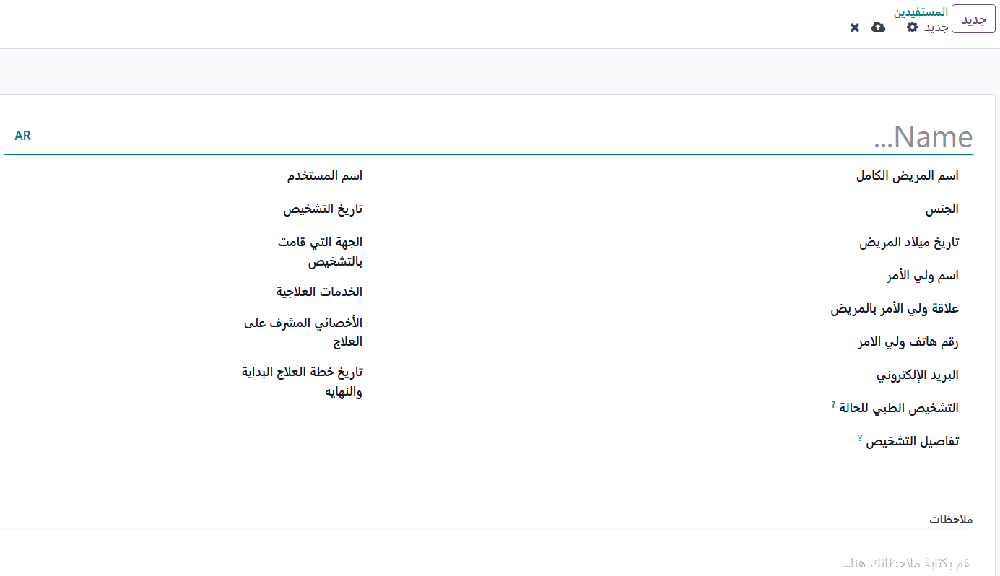 جديد
المستفيدين
جديد
Name...
AR
اسم المريض الكامل
الجنس
تاريخ ميلاد المريض
اسم ولي الأمر
علاقة ولي الأمر بالمريض
رقم هاتف ولي الامر
البريد الإلكتروني
التشخيص الطبي للحالة ?
تفاصيل التشخيص ?
اسم المستخدم
تاريخ التشخيص
الجهة التي قامت
بالتشخيص
الخدمات العلاجية
الأخصائي المشرف على
العلاج
تاريخ خطة العلاج البداية
والنهايه
ملاحظات
قم بكتابة ملاحظاتك هنا...